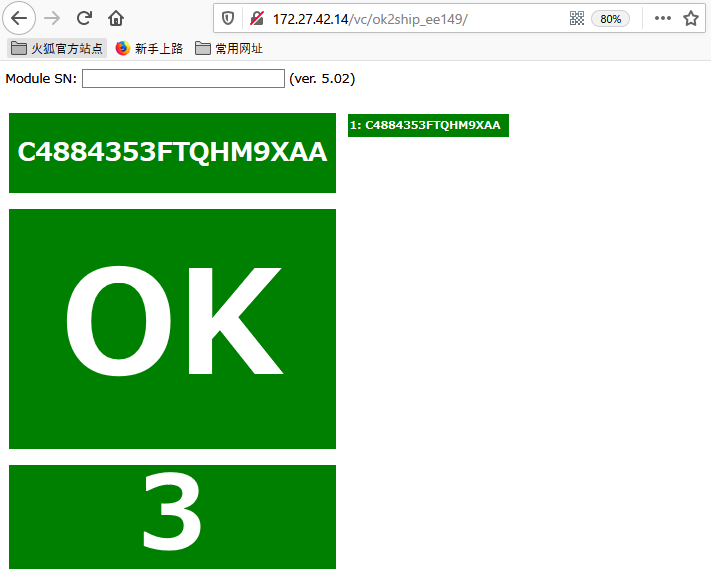 172.27.42.14/vc/ok2ship_ee149/
80%
火狐官方站点 新手上路 常用网址
Module SN: (ver. 5.02)
C4884353FTQHM9XAA
1: C4884353FTQHM9XAA
OK
3